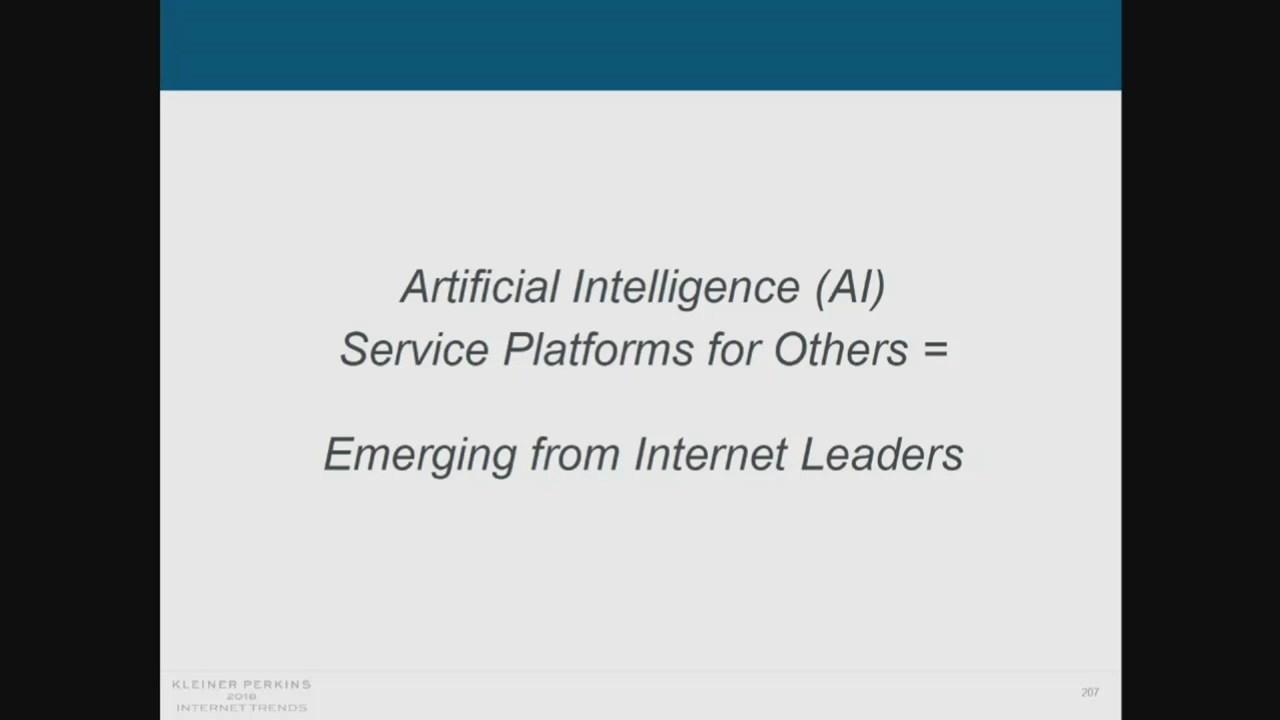 Artificial Intelligence (AI)
Service Platforms for Others =
Emerging from Internet Leaders
KLEINER PERKINS
2018
INTERNET TRENDS
207